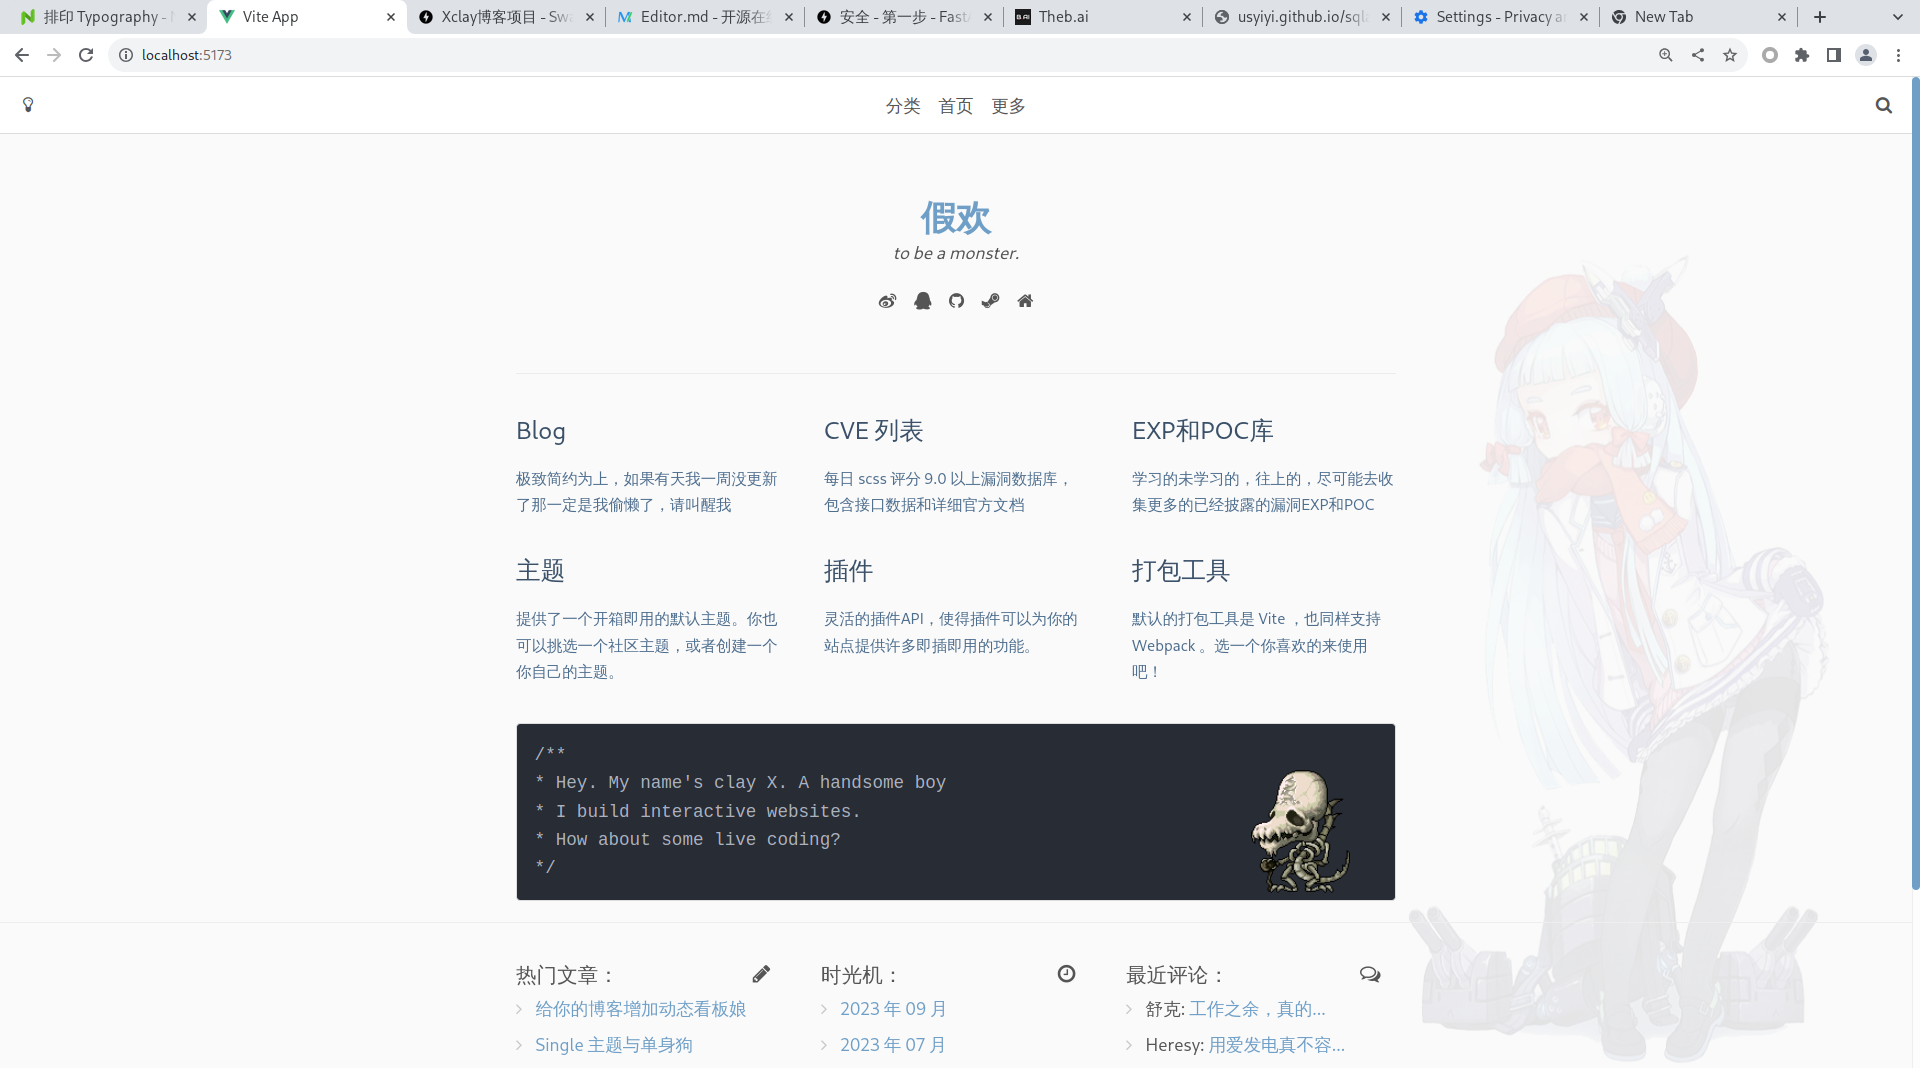 排印 Typography - N
Vite App
Xclay博客项目 - Swa
Editor.md - 开源在线
安全 - 第一步 - FastA
Theb.ai
usyiyi.github.io/sqla
Settings - Privacy an
New Tab
localhost:5173
分类 首页 更多
假欢
to be a monster.
Blog
极致简约为上，如果有天我一周没更新
了那一定是我偷懒了，请叫醒我
CVE 列表
每日 scss 评分 9.0 以上漏洞数据库，
包含接口数据和详细官方文档
EXP和POC库
学习的未学习的，往上的，尽可能去收
集更多的已经披露的漏洞EXP和POC
主题
提供了一个开箱即用的默认主题。你也
可以挑选一个社区主题，或者创建一个
你自己的主题。
插件
灵活的插件API，使得插件可以为你的
站点提供许多即插即用的功能。
打包工具
默认的打包工具是 Vite ，也同样支持
Webpack 。选一个你喜欢的来使用
吧！
/**
* Hey. My name's clay X. A handsome boy
* I build interactive websites.
* How about some live coding?
*/
热门文章：
给你的博客增加动态看板娘
Single 主题与单身狗
时光机：
2023 年 09 月
2023 年 07 月
最近评论：
舒克: 工作之余，真的...
Heresy: 用爱发电真不容...